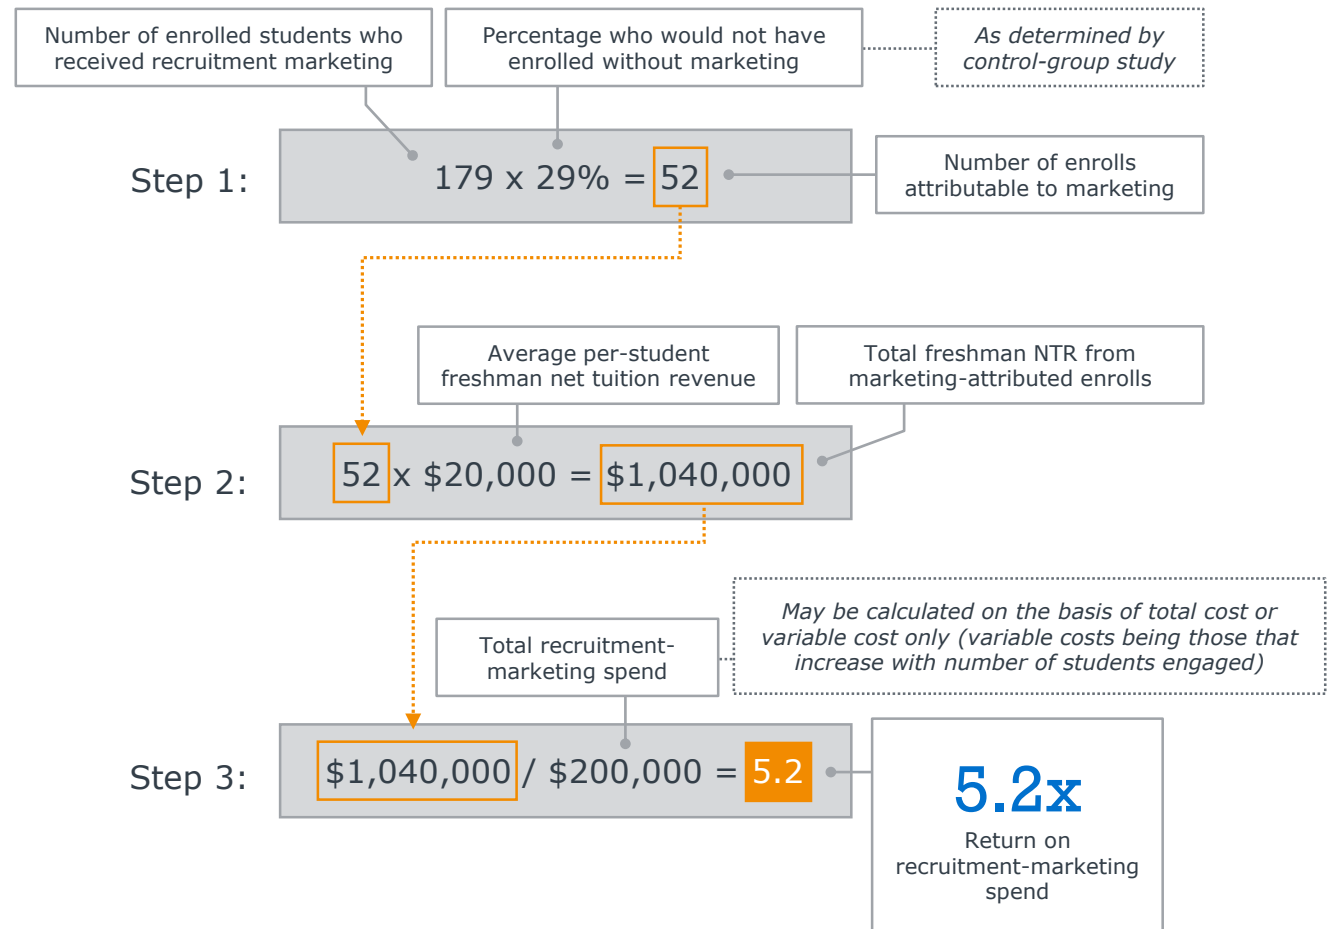 Number of enrolled students who
received recruitment marketing
Percentage who would not have
enrolled without marketing
As determined by
control-group study
Step 1:
179 x 29% = 52
Number of enrolls
attributable to marketing
Average per-student
freshman net tuition revenue
Total freshman NTR from
marketing-attributed enrolls
Step 2:
52 x $20,000 = $1,040,000
May be calculated on the basis of total cost or
variable cost only (variable costs being those that
increase with number of students engaged)
Total recruitment-
marketing spend
Step 3:
$1,040,000 / $200,000 = 5.2
5.2x
Return on
recruitment-marketing
spend